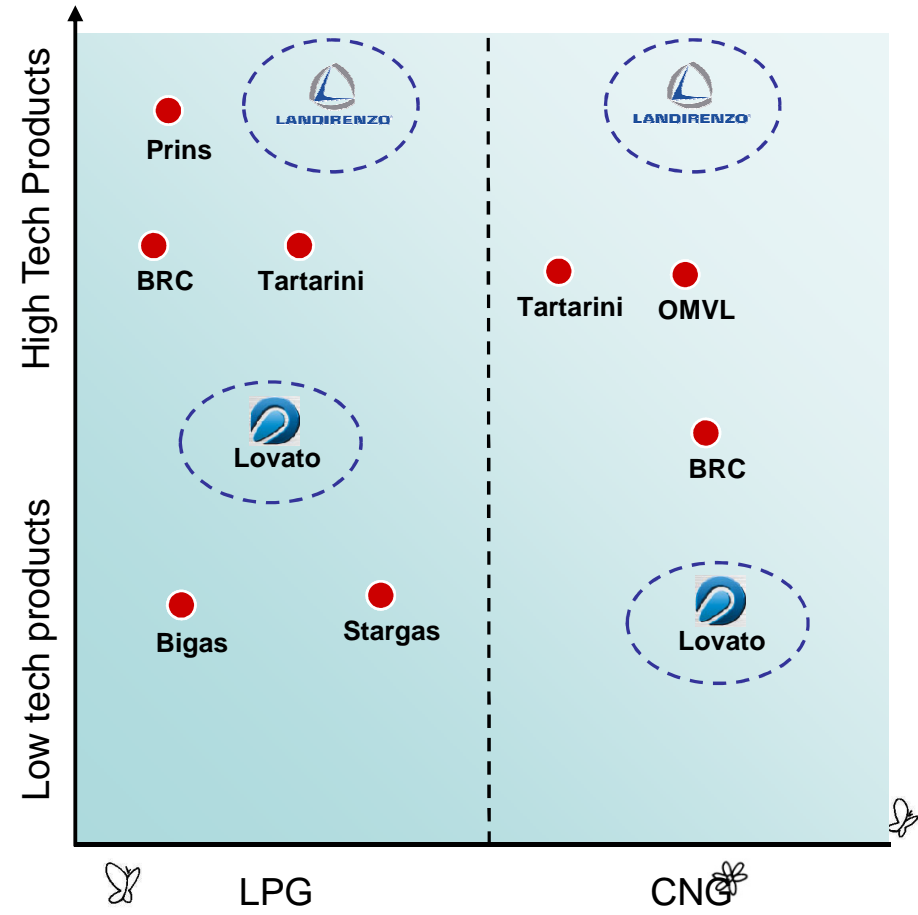 High Tech Products
Low tech products
LANDIRENZO
Prins
BRC
Tartarini
Lovato
Bigas
Stargas
LANDIRENZO
Tartarini
OMVL
BRC
Lovato
LPG
CNG